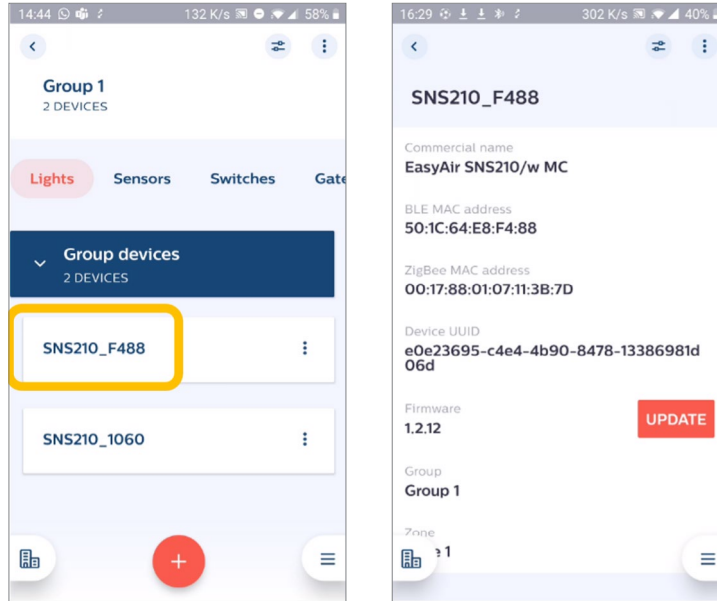 14:44 132 K/s 58%
Group 1
2 DEVICES
Lights Sensors Switches Gate
Group devices
2 DEVICES
SNS210_F488
SNS210_1060
+
16:29 302 K/s 40%
SNS210_F488
Commercial name
EasyAir SNS210/w MC
BLE MAC address
50:1C:64:E8:F4:88
ZigBee MAC address
00:17:88:01:07:11:3B:7D
Device UUID
e0e23695-c4e4-4b90-8478-13386981d
06d
Firmware
1.2.12
UPDATE
Group
Group 1
Zone
e 1